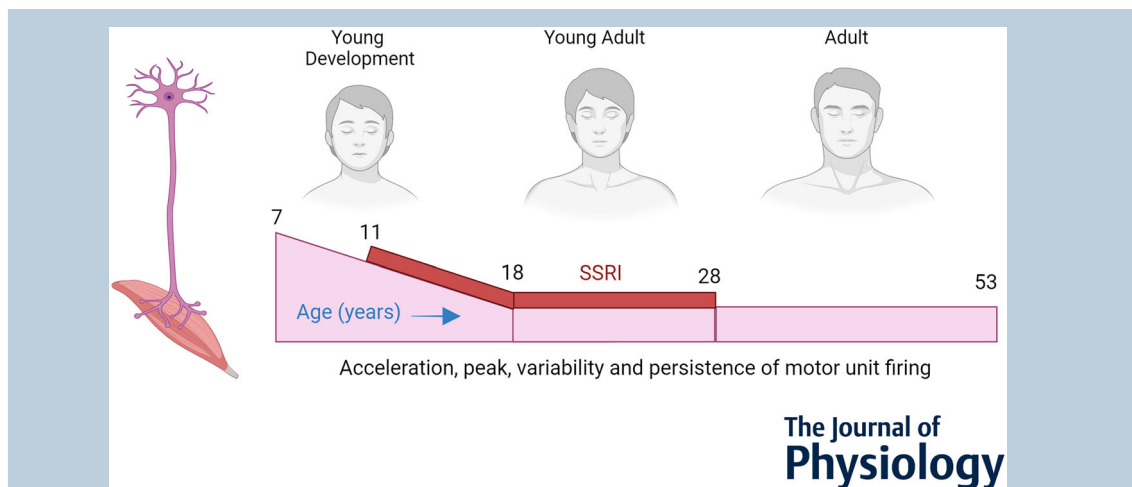 Young
Development
Young Adult
Adult
7
11
18
SSRI
28
53
Age (years)
Acceleration, peak, variability and persistence of motor unit firing
The Journal of
Physiology